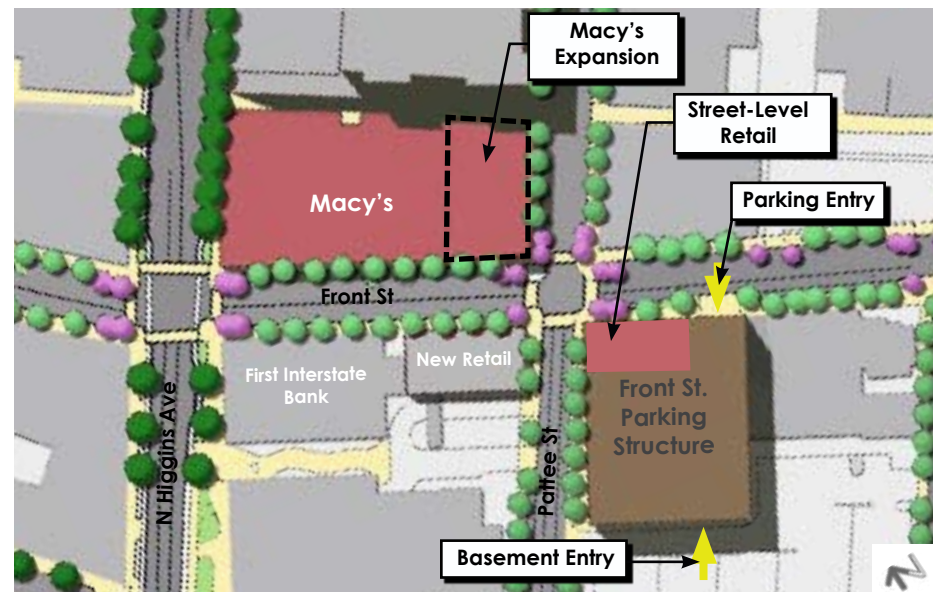 Macy's
Expansion
Street-Level
Retail
Parking Entry
Macy's
Front St
First Interstate
Bank
New Retail
Front St.
Parking
Structure
N Higgins Ave
Pattee St
Basement Entry
N